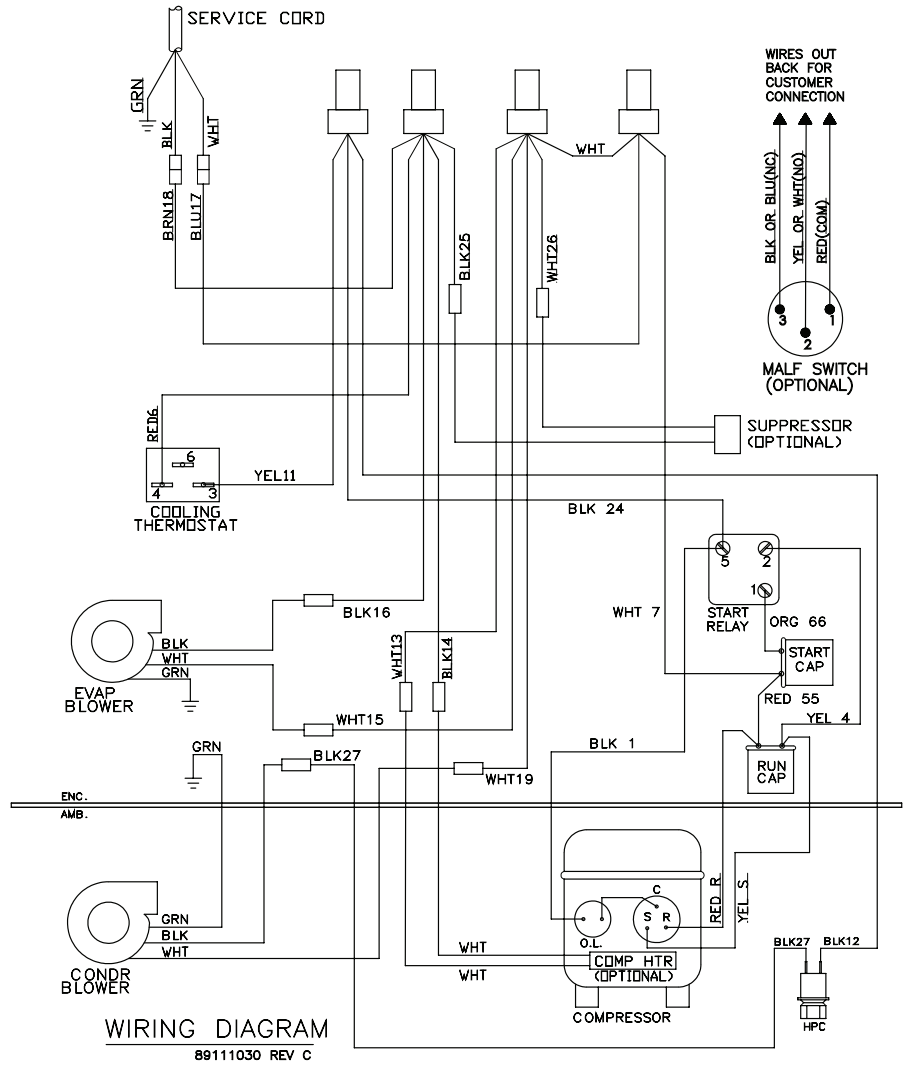 SERVICE CORD
GRN
BLK
WHT
BRN18
BLU17
WHT
BLK25
WHT26
WIRES OUT
BACK FOR
CUSTOMER
CONNECTION
BLK OR BLU(NC)
YEL OR WHT(NO)
RED(COM)
3
1
2
MALF SWITCH
(OPTIONAL)
RED6
SUPPRESSOR
(OPTIONAL)
6
4
3
YEL11
COOLING
THERMOSTAT
BLK 24
5
2
1
START
RELAY
ORG 66
START
CAP
RED 55
YEL 4
WHT 7
BLK16
BLK
WHT
GRN
EVAP
BLOWER
WHT13
BLK14
WHT15
GRN
BLK27
WHT19
BLK 1
RUN
CAP
ENC.
AMB.
C
S R
O.L.
RED R
YEL S
GRN
BLK
WHT
CONDR
BLOWER
WHT
WHT
COMP HTR
(OPTIONAL)
COMPRESSOR
BLK27
BLK12
HPC
WIRING DIAGRAM
89111030 REV C